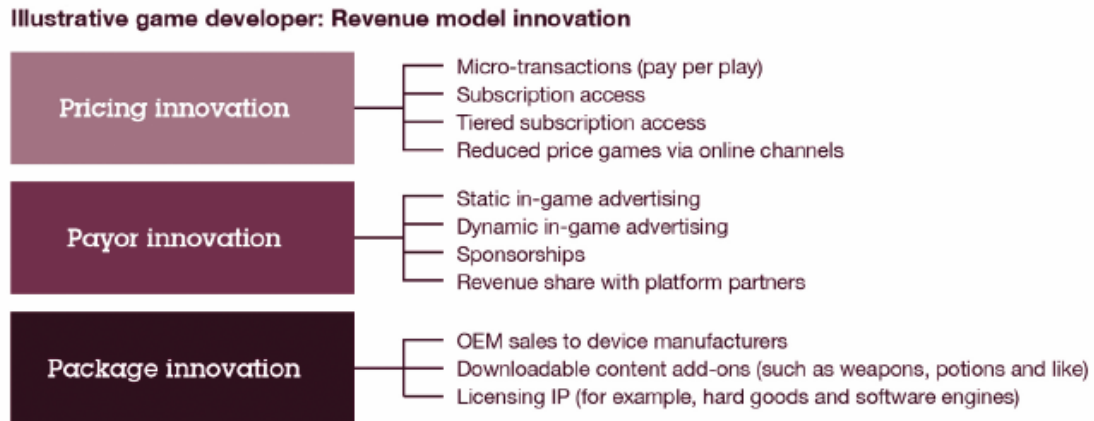 Illustrative game developer: Revenue model innovation
Pricing innovation
Micro-transactions (pay per play)
Subscription access
Tiered subscription access
Reduced price games via online channels
Payor innovation
Static in-game advertising
Dynamic in-game advertising
Sponsorships
Revenue share with platform partners
Package innovation
OEM sales to device manufacturers
Downloadable content add-ons (such as weapons, potions and like)
Licensing IP (for example, hard goods and software engines)